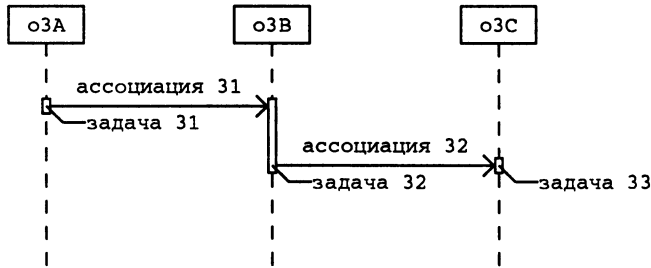 о3А
о3В
о3С
ассоциация 31
задача 31
ассоциация 32
задача 32
задача 33